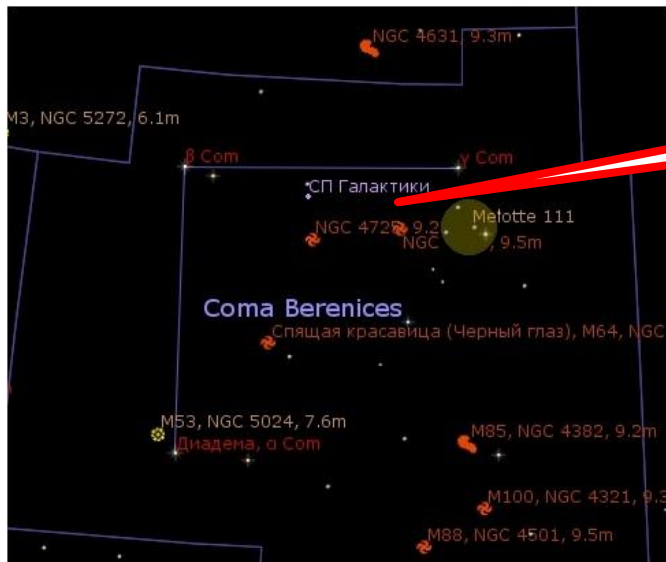 NGC 4631, 9.3m
M3, NGC 5272, 6.1m
β Com
γ Com
СП Галактики
Melotte 111
NGC 4725, 9.2
NGC , 9.5m
Coma Berenices
Спящая красавица (Черный глаз), M64, NGC
M53, NGC 5024, 7.6m
Диадема, α Com
M85, NGC 4382, 9.2m
M100, NGC 4321, 9.3
M88, NGC 4501, 9.5m